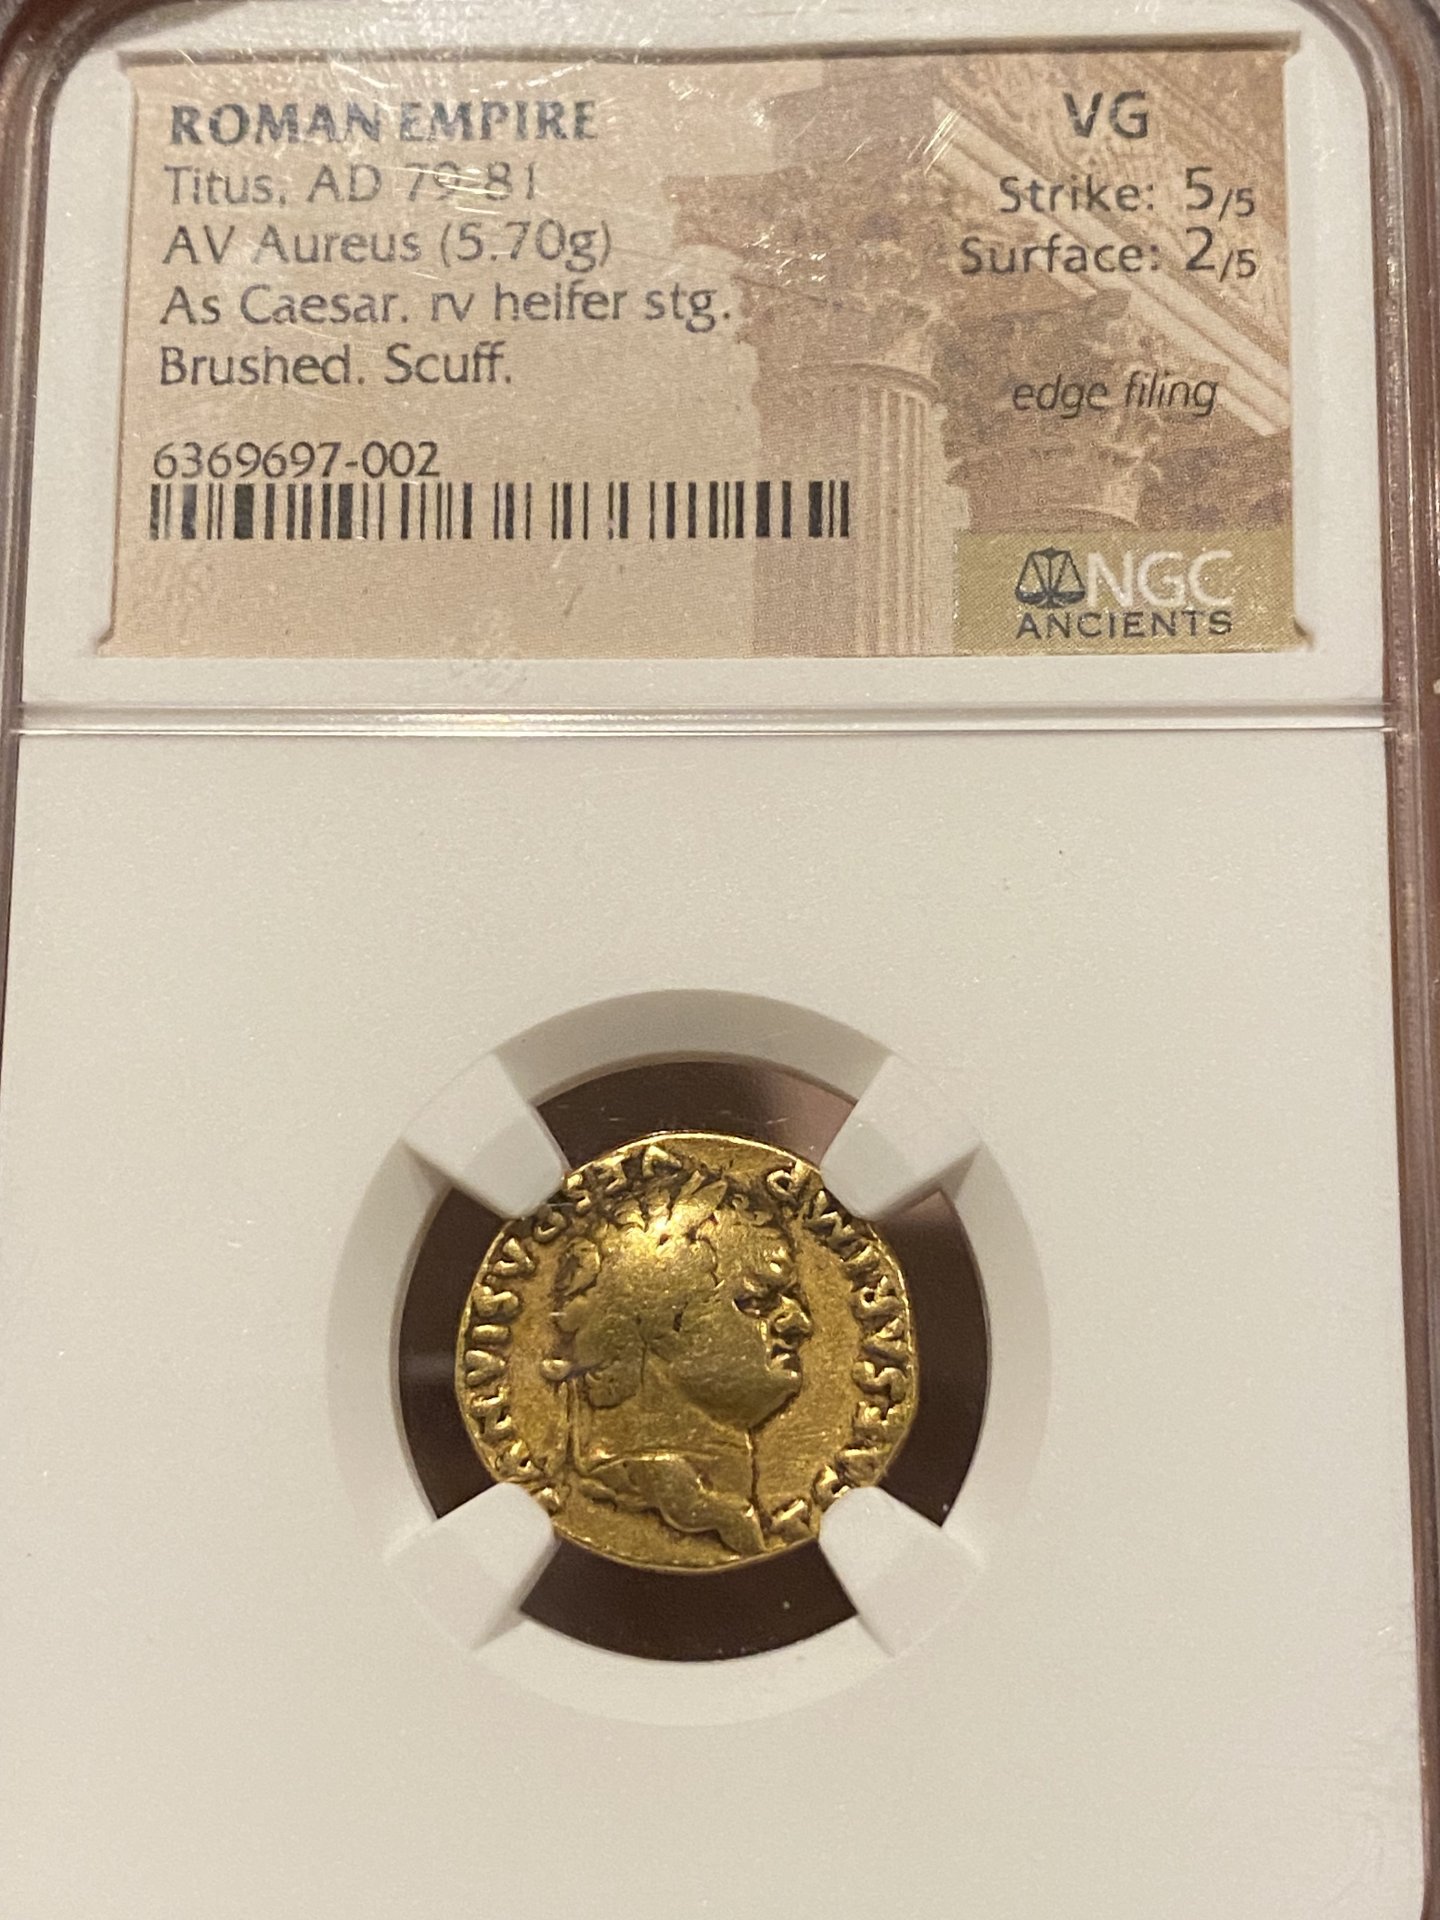 ROMAN EMPIRE
Titus, AD 79-81
AV Aureus (5.70g)
As Caesar. rv heifer stg.
Brushed. Scuff.
6369697-002
VG
Strike: 5/5
Surface: 2/5
edge filing
NGC
ANCIENTS
VESPASIANVS